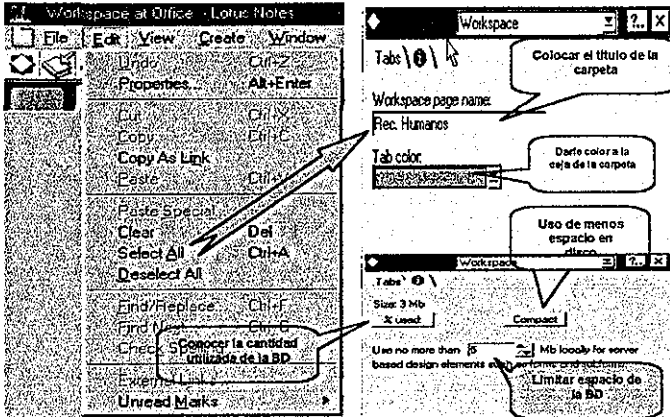 Workspace at Office - Lotus Notes
File Edit View Create Window
Undo Ctrl+Z
Properties... Alt+Enter
Cut Ctrl+X
Copy Ctrl+C
Copy As Link
Paste
Paste Special...
Clear Del
Select All Ctrl+A
Deselect All
Find/Replace Ctrl+F
Find
Check
Conocer la cantidad
utilizada de la BD
External Links...
Unread Marks
Workspace
Tabs
Colocar el titulo de la
carpeta
Workspace page name:
Rec. Humanos
Tab color:
Darle color a la
ceja de la carpeta
Uso de menos
espacio en
disco
Workspace
Tabs
Size: 3 Mb
% used
Compact
Use no more than 5 Mb locally for server
based design elements
Limitar espacio de
la BD